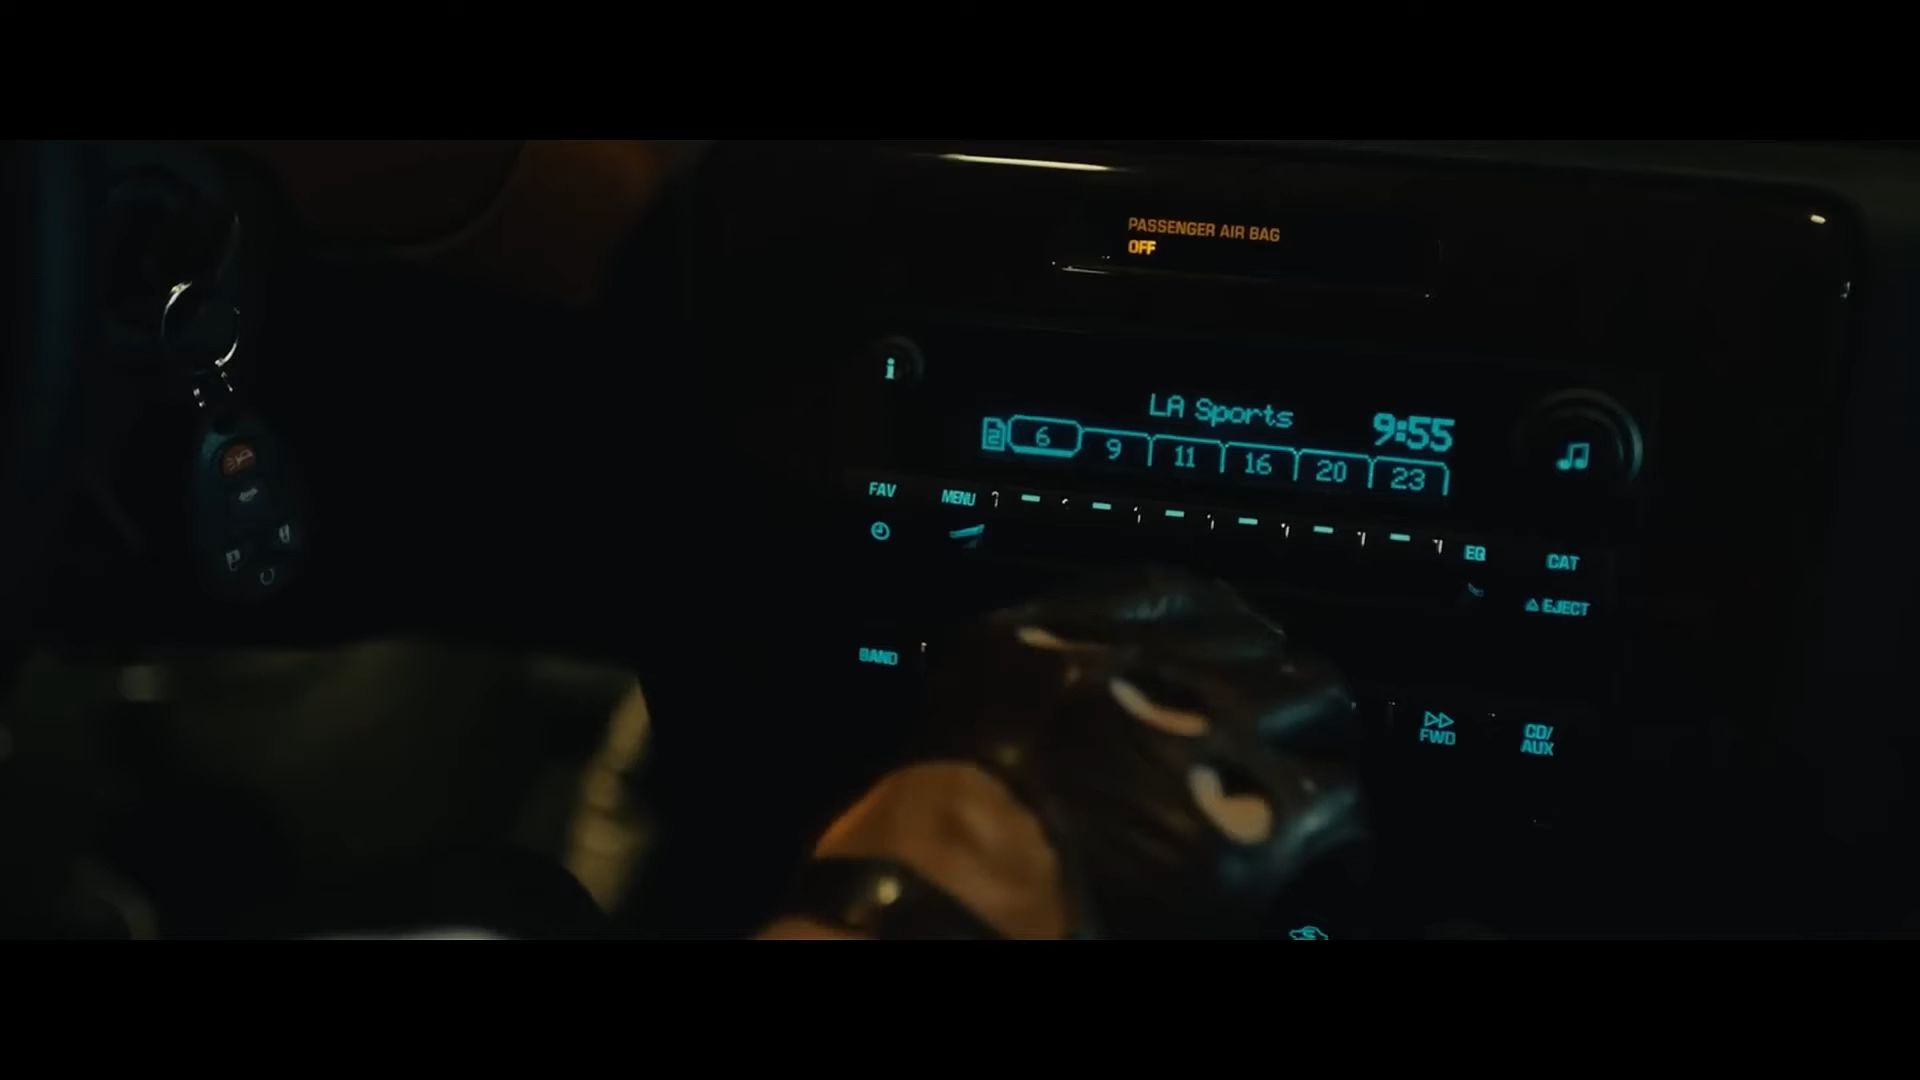 PASSENGER AIR BAG
OFF
i
LA Sports 9:55
2 6 9 11 16 20 23
FAV MENU EQ CAT
EJECT
BAND
FWD CD/
AUX